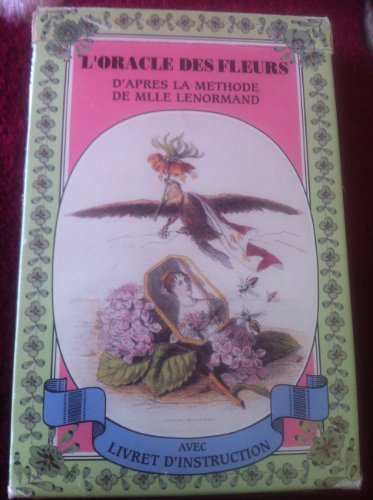 L'ORACLE DES FLEURS
D'APRES LA METHODE
DE MLLE LENORMAND
AVEC
LIVRET D'INSTRUCTION